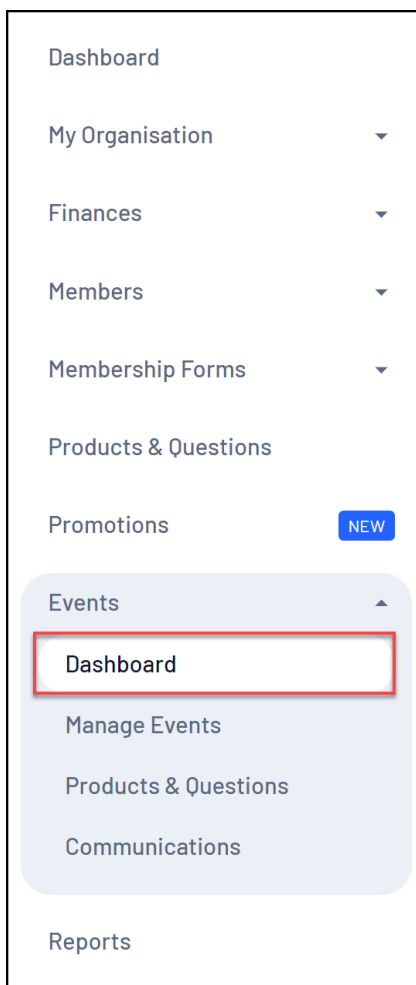 Dashboard
My Organisation
Finances
Members
Membership Forms
Products & Questions
Promotions NEW
Events
Dashboard
Manage Events
Products & Questions
Communications
Reports